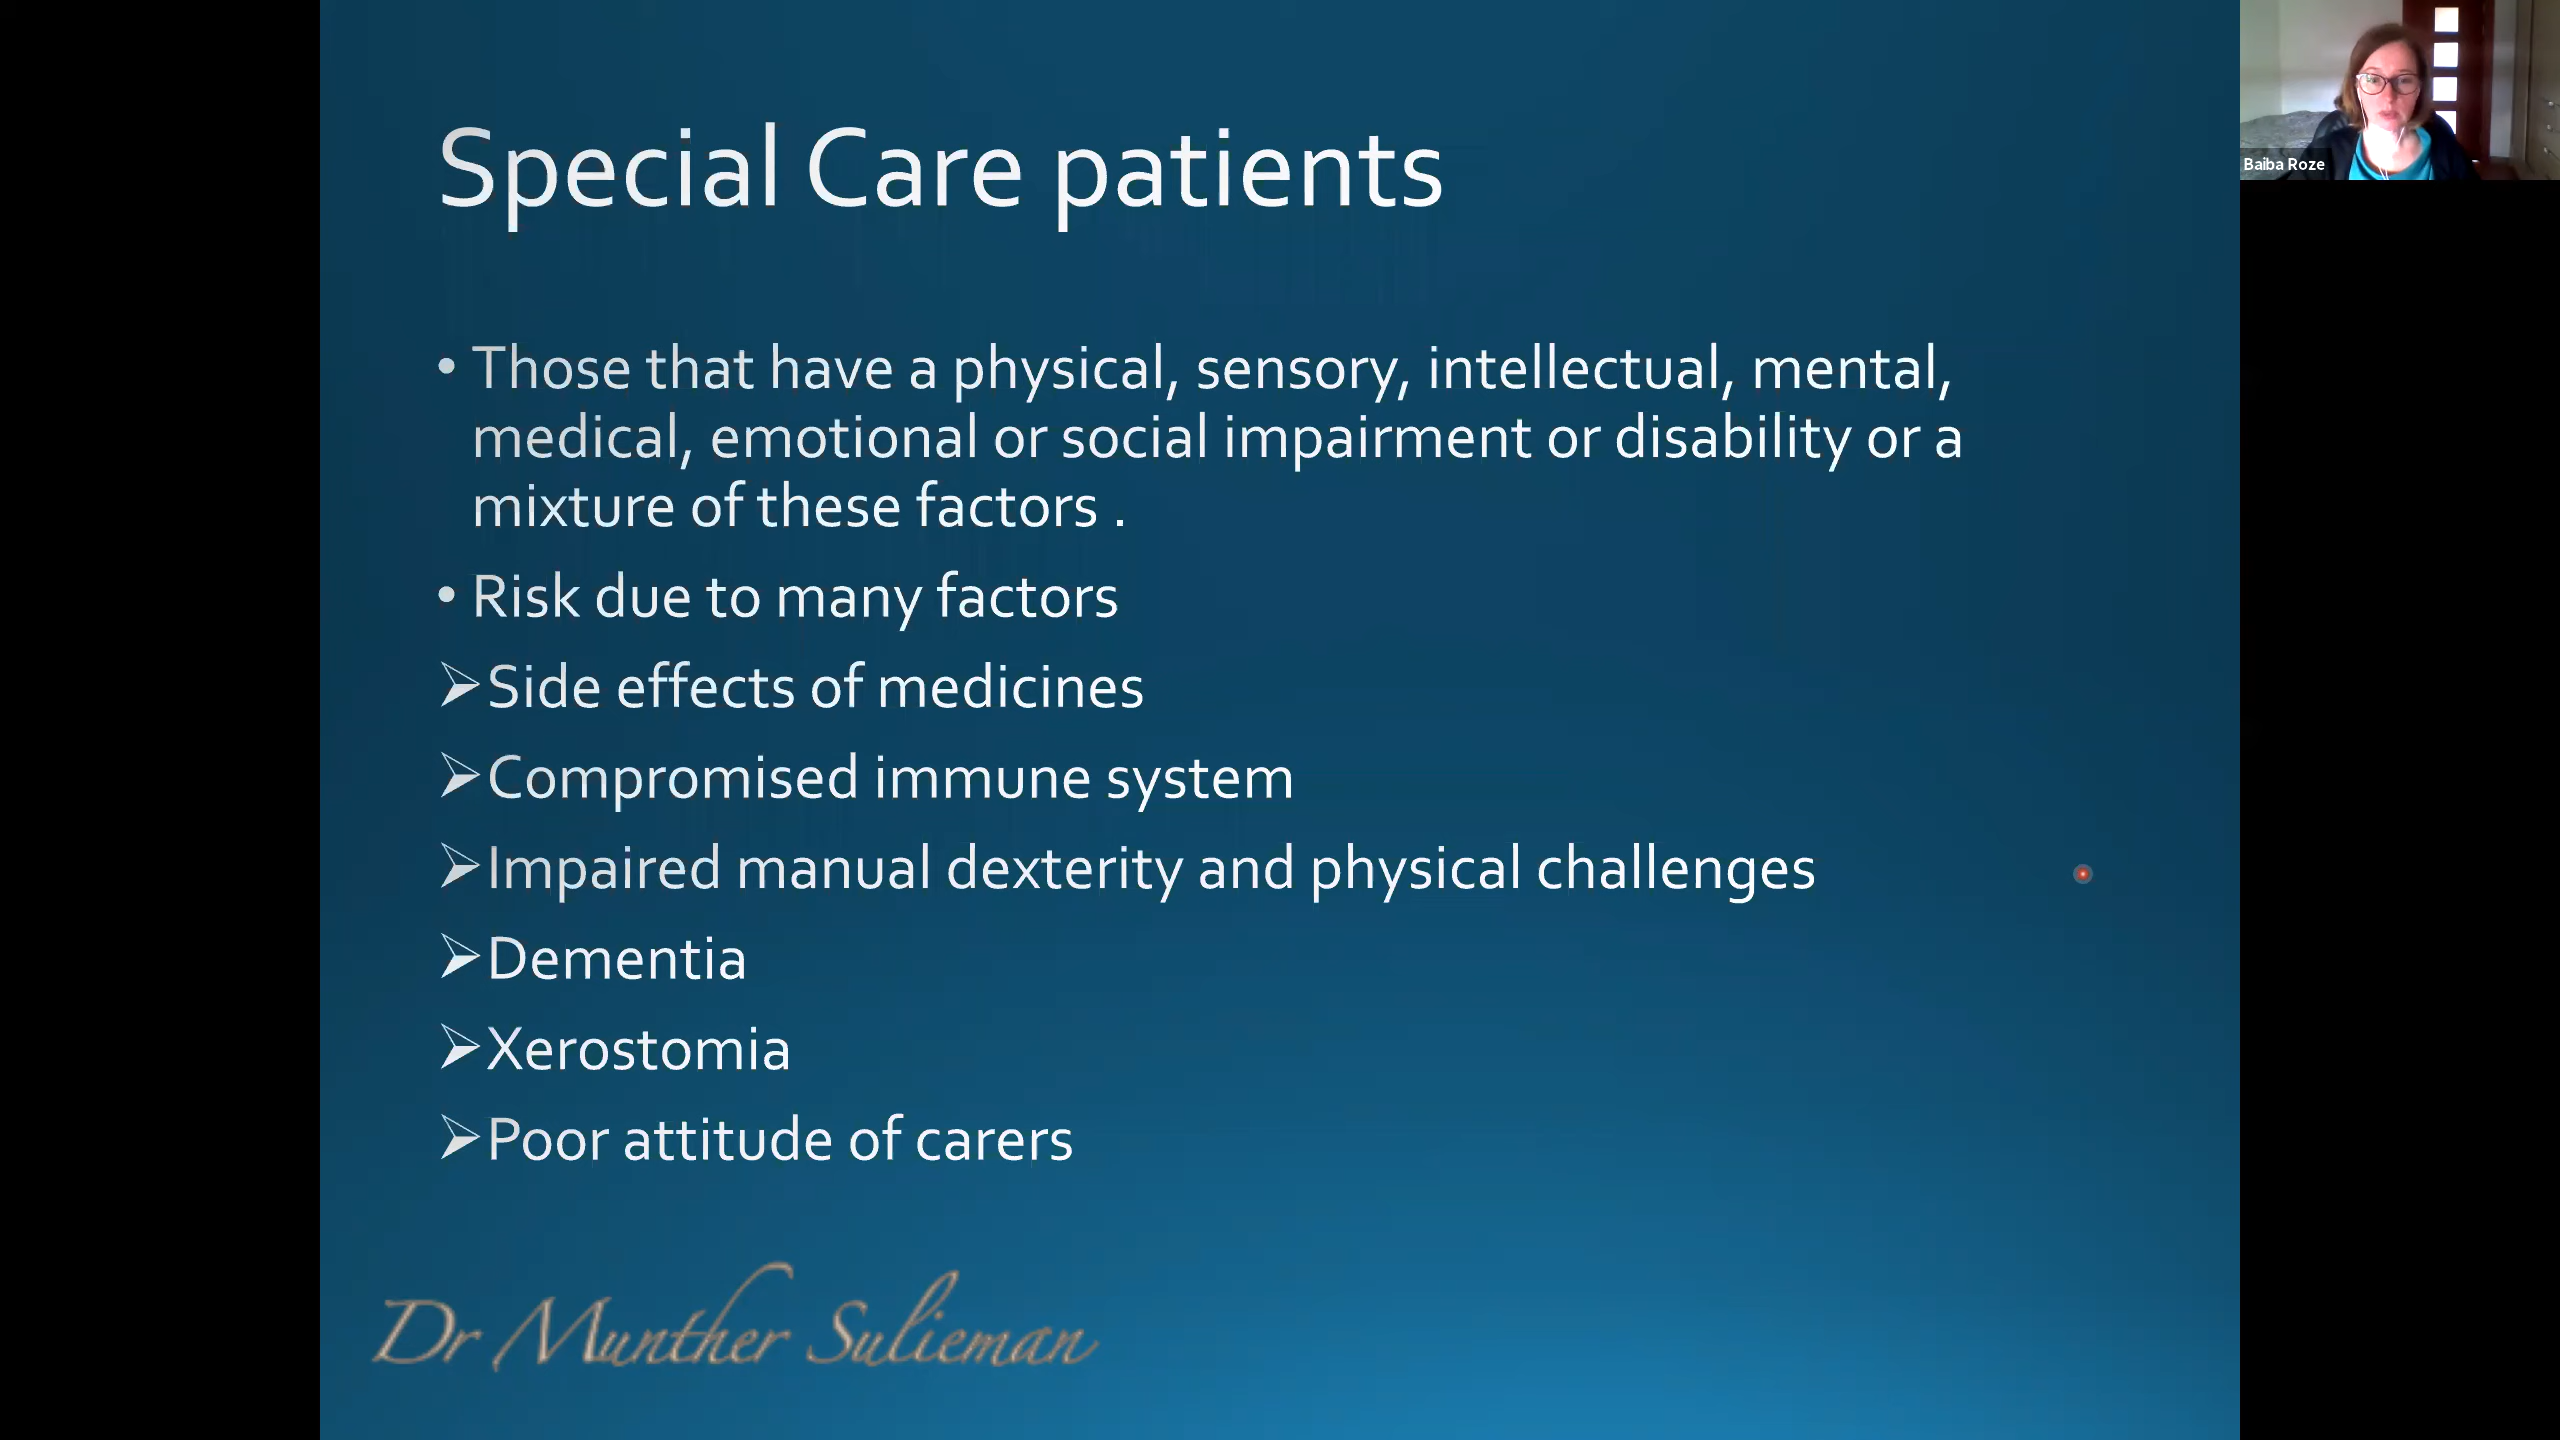 Special Care patients
• Those that have a physical, sensory, intellectual, mental,
medical, emotional or social impairment or disability or a
mixture of these factors .
• Risk due to many factors
➢Side effects of medicines
➢Compromised immune system
➢Impaired manual dexterity and physical challenges
➢Dementia
➢Xerostomia
➢Poor attitude of carers
Dr Munther Sulieman
Baiba Roze